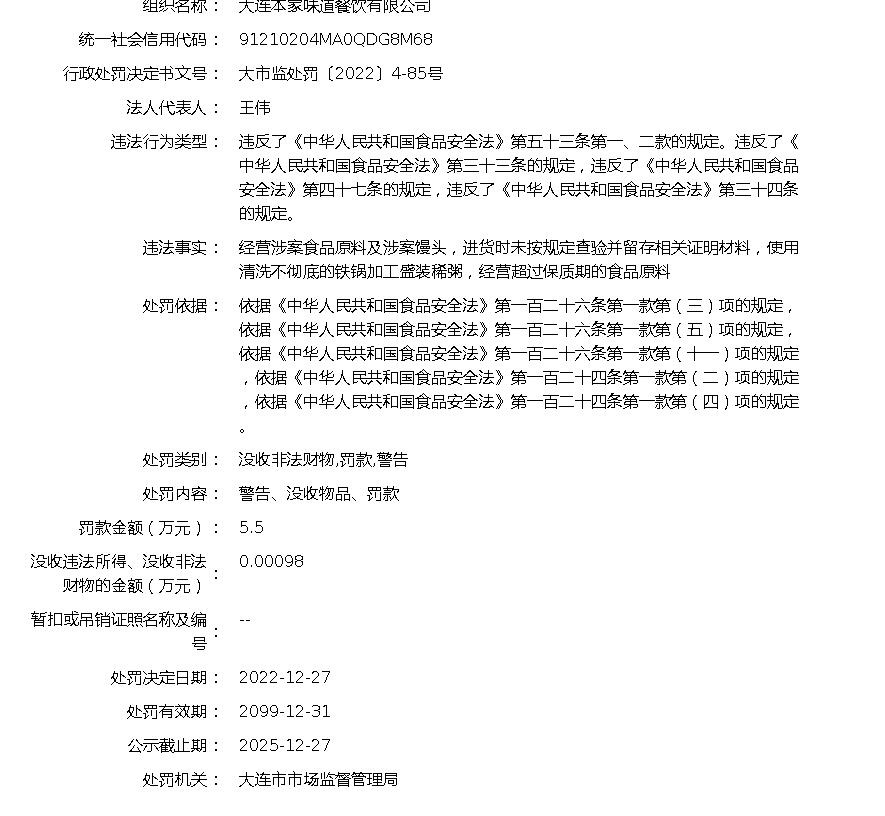 组织名称： 大连本家味道餐饮有限公司
统一社会信用代码： 91210204MA0QDG8M68
行政处罚决定书文号： 大市监处罚〔2022〕4-85号
法人代表人： 王伟
违法行为类型： 违反了《中华人民共和国食品安全法》第五十三条第一、二款的规定。违反了《
中华人民共和国食品安全法》第三十三条的规定，违反了《中华人民共和国食品
安全法》第四十七条的规定，违反了《中华人民共和国食品安全法》第三十四条
的规定。
违法事实： 经营涉案食品原料及涉案馒头，进货时未按规定查验并留存相关证明材料，使用
清洗不彻底的铁锅加工盛装稀粥，经营超过保质期的食品原料
处罚依据： 依据《中华人民共和国食品安全法》第一百二十六条第一款第（三）项的规定，
依据《中华人民共和国食品安全法》第一百二十六条第一款第（五）项的规定，
依据《中华人民共和国食品安全法》第一百二十六条第一款第（十一）项的规定
，依据《中华人民共和国食品安全法》第一百二十四条第一款第（二）项的规定
，依据《中华人民共和国食品安全法》第一百二十四条第一款第（四）项的规定
。
处罚类别： 没收非法财物,罚款,警告
处罚内容： 警告、没收物品、罚款
罚款金额（万元）： 5.5
没收违法所得、没收非法
财物的金额（万元）： 0.00098
暂扣或吊销证照名称及编
号： --
处罚决定日期： 2022-12-27
处罚有效期： 2099-12-31
公示截止期： 2025-12-27
处罚机关： 大连市市场监督管理局